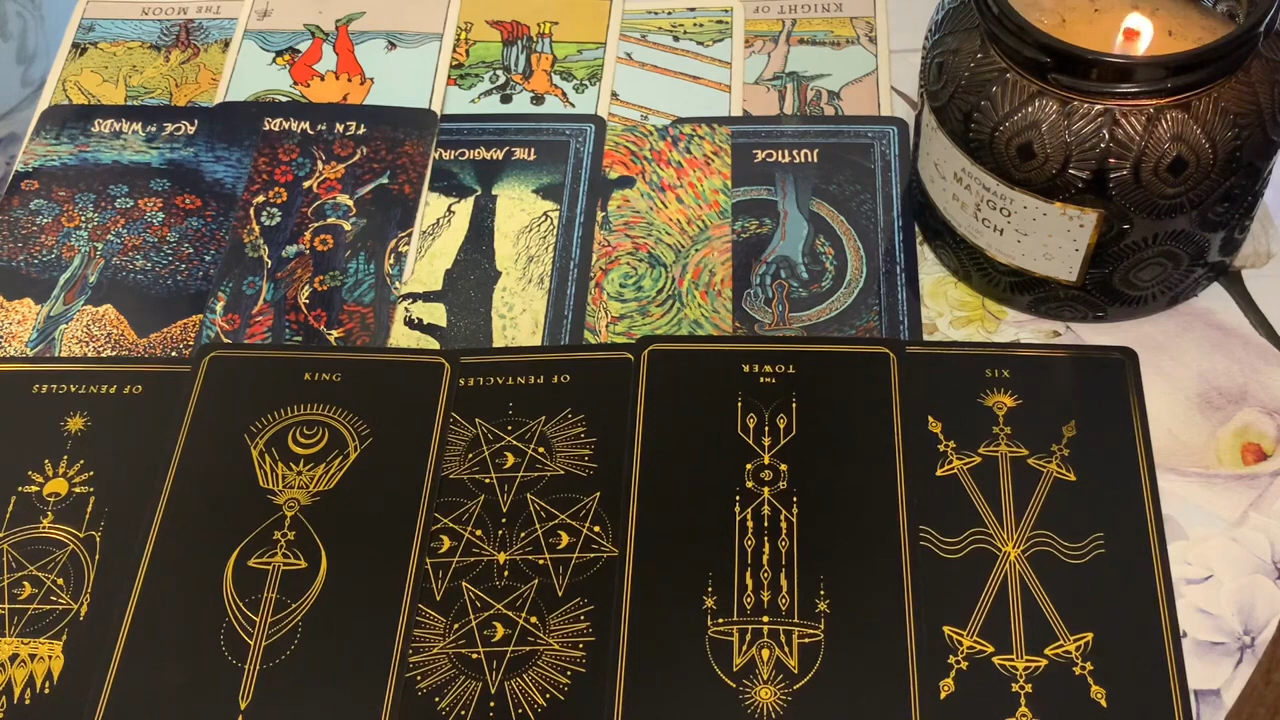 THE MOON
KNIGHT OF
ACE OF WANDS
TEN OF WANDS
THE MAGICIAN
JUSTICE
AROMART
MANGO
&
PEACH
OF PENTACLES
KING
OF PENTACLES
THE
TOWER
SIX